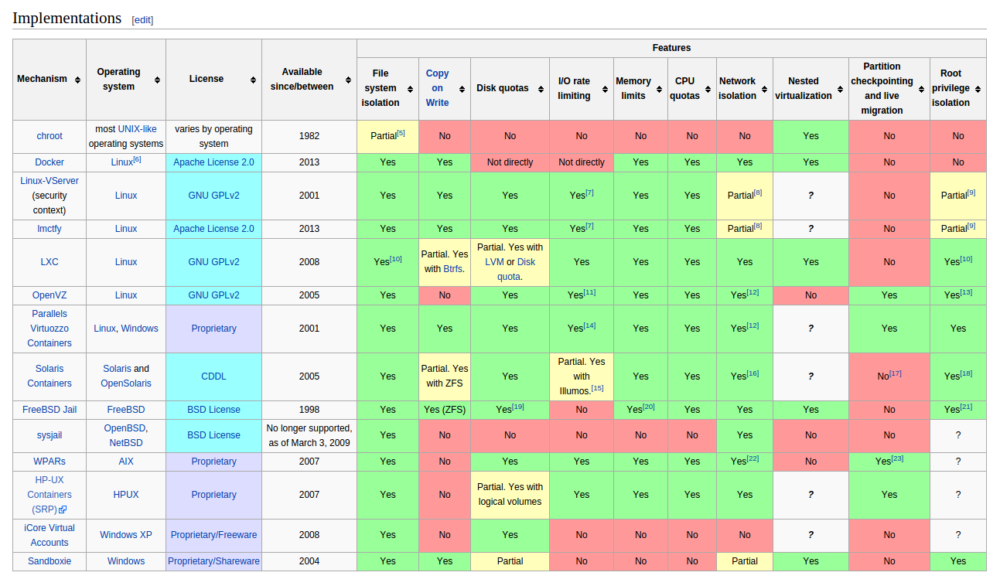 Implementations [edit]
Mechanism Operating system License Available since/between Features
File system isolation Copy on Write Disk quotas I/O rate limiting Memory limits CPU quotas Network isolation Nested virtualization Partition checkpointing and live migration Root privilege isolation
chroot most UNIX-like operating systems varies by operating system 1982 Partial[5] No No No No No No Yes No No
Docker Linux[6] Apache License 2.0 2013 Yes Yes Not directly Not directly Yes Yes Yes Yes No No
Linux-VServer (security context) Linux GNU GPLv2 2001 Yes Yes Yes Yes[7] Yes Yes Partial[8] ? No Partial[9]
lmctfy Linux Apache License 2.0 2013 Yes Yes Yes Yes[7] Yes Yes Partial[8] ? No Partial[9]
LXC Linux GNU GPLv2 2008 Yes[10] Partial. Yes with Btrfs. Partial. Yes with LVM or Disk quota. Yes Yes Yes Yes Yes No Yes[10]
OpenVZ Linux GNU GPLv2 2005 Yes No Yes Yes[11] Yes Yes Yes[12] No Yes Yes[13]
Parallels Virtuozzo Containers Linux, Windows Proprietary 2001 Yes Yes Yes Yes[14] Yes Yes Yes[12] ? Yes Yes
Solaris Containers Solaris and OpenSolaris CDDL 2005 Yes Partial. Yes with ZFS Yes Partial. Yes with Illumos.[15] Yes Yes Yes[16] ? No[17] Yes[18]
FreeBSD Jail FreeBSD BSD License 1998 Yes Yes (ZFS) Yes[19] No Yes[20] Yes Yes Yes No Yes[21]
sysjail OpenBSD, NetBSD BSD License No longer supported, as of March 3, 2009 Yes No No No No No Yes No No ?
WPARs AIX Proprietary 2007 Yes No Yes Yes Yes Yes Yes[22] No Yes[23] ?
HP-UX Containers (SRP) HPUX Proprietary 2007 Yes No Partial. Yes with logical volumes Yes Yes Yes Yes ? Yes ?
iCore Virtual Accounts Windows XP Proprietary/Freeware 2008 Yes No Yes No No No No ? No ?
Sandboxie Windows Proprietary/Shareware 2004 Yes Yes Partial No No No Partial Yes No Yes